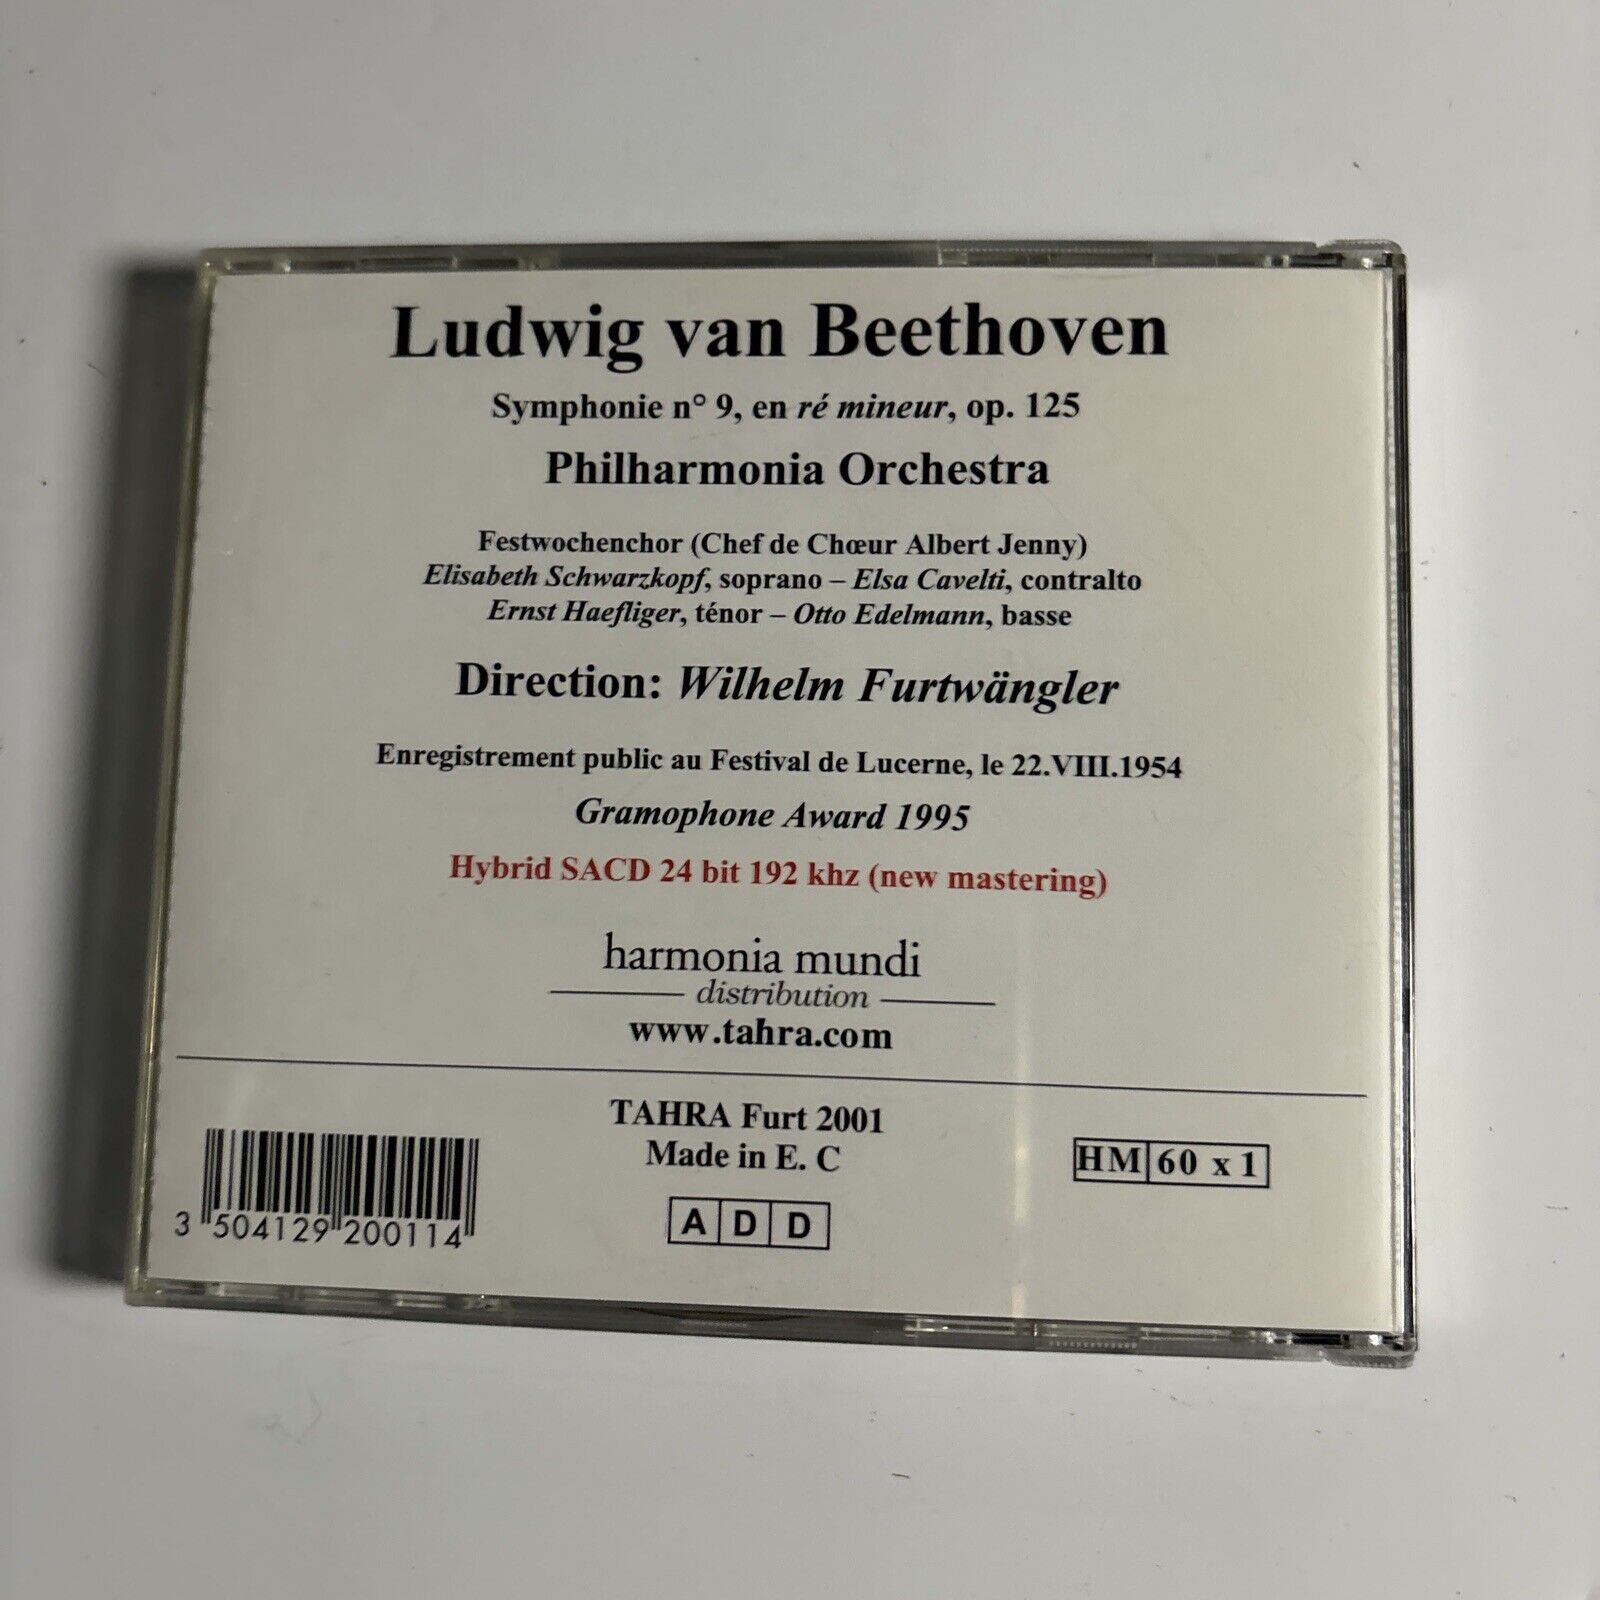 Ludwig van Beethoven
Symphonie n° 9, en ré mineur, op. 125
Philharmonia Orchestra
Festwochenchor (Chef de Chœur Albert Jenny)
Elisabeth Schwarzkopf, soprano – Elsa Cavelti, contralto
Ernst Haefliger, ténor – Otto Edelmann, basse
Direction: Wilhelm Furtwängler
Enregistrement public au Festival de Lucerne, le 22.VIII.1954
Gramophone Award 1995
Hybrid SACD 24 bit 192 khz (new mastering)
harmonia mundi
distribution
www.tahra.com
TAHRA Furt 2001
Made in E. C
HM 60 x 1
A D D
3 504129 200114